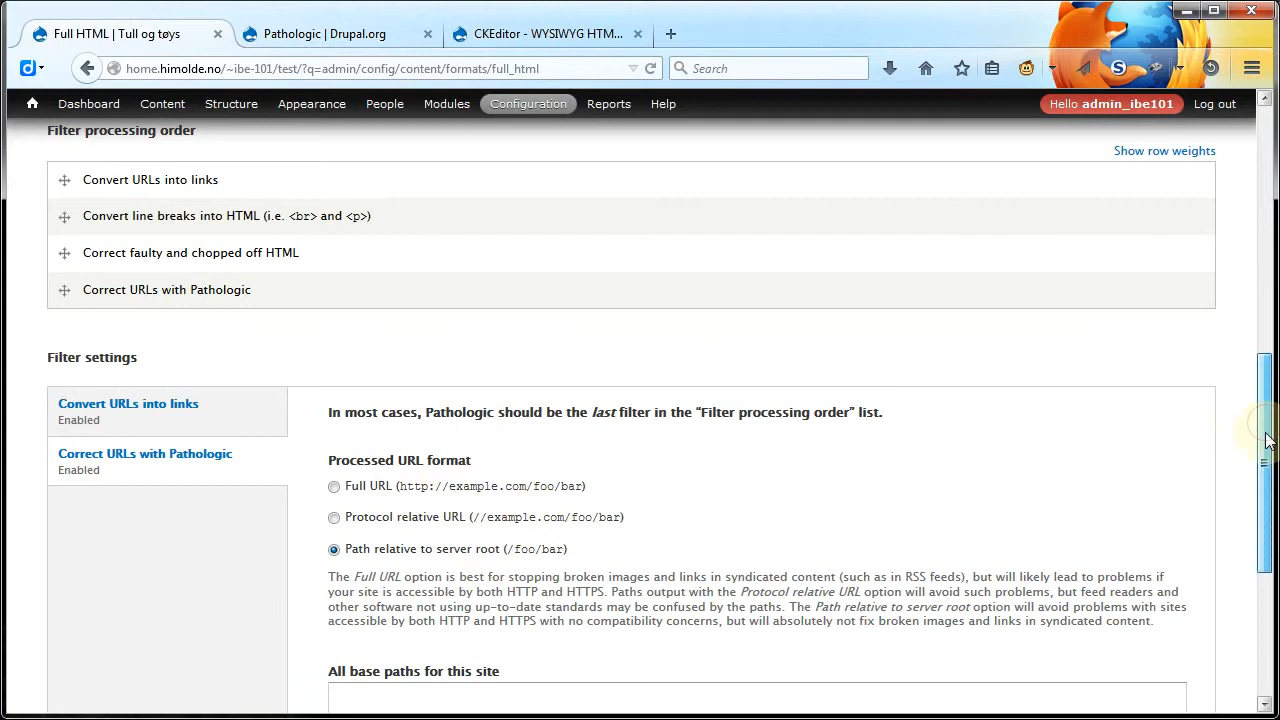 Full HTML | Tull og tøys
Pathologic | Drupal.org
CKEditor - WYSIWYG HTM...
home.himolde.no/~ibe-101/test/?q=admin/config/content/formats/full_html
Search
Dashboard Content Structure Appearance People Modules Configuration Reports Help Hello admin_ibe101 Log out
Filter processing order
Show row weights
Convert URLs into links
Convert line breaks into HTML (i.e. <br> and <p>)
Correct faulty and chopped off HTML
Correct URLs with Pathologic
Filter settings
Convert URLs into links
Enabled
Correct URLs with Pathologic
Enabled
In most cases, Pathologic should be the last filter in the “Filter processing order” list.
Processed URL format
Full URL (http://example.com/foo/bar)
Protocol relative URL (//example.com/foo/bar)
Path relative to server root (/foo/bar)
The Full URL option is best for stopping broken images and links in syndicated content (such as in RSS feeds), but will likely lead to problems if
your site is accessible by both HTTP and HTTPS. Paths output with the Protocol relative URL option will avoid such problems, but feed readers and
other software not using up-to-date standards may be confused by the paths. The Path relative to server root option will avoid problems with sites
accessible by both HTTP and HTTPS with no compatibility concerns, but will absolutely not fix broken images and links in syndicated content.
All base paths for this site